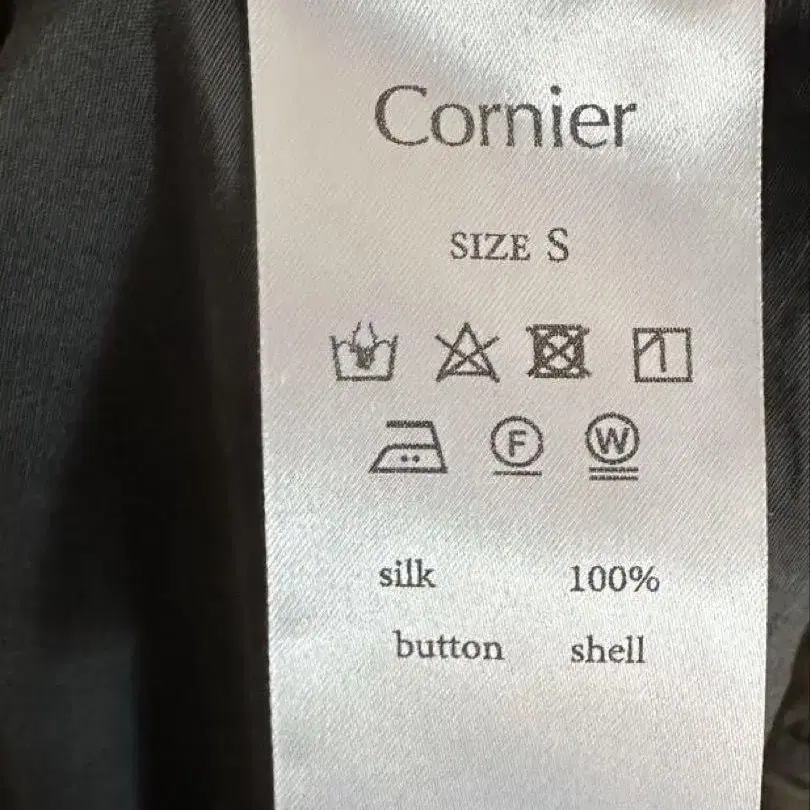 Cornier
SIZE S
F W
silk 100%
button shell